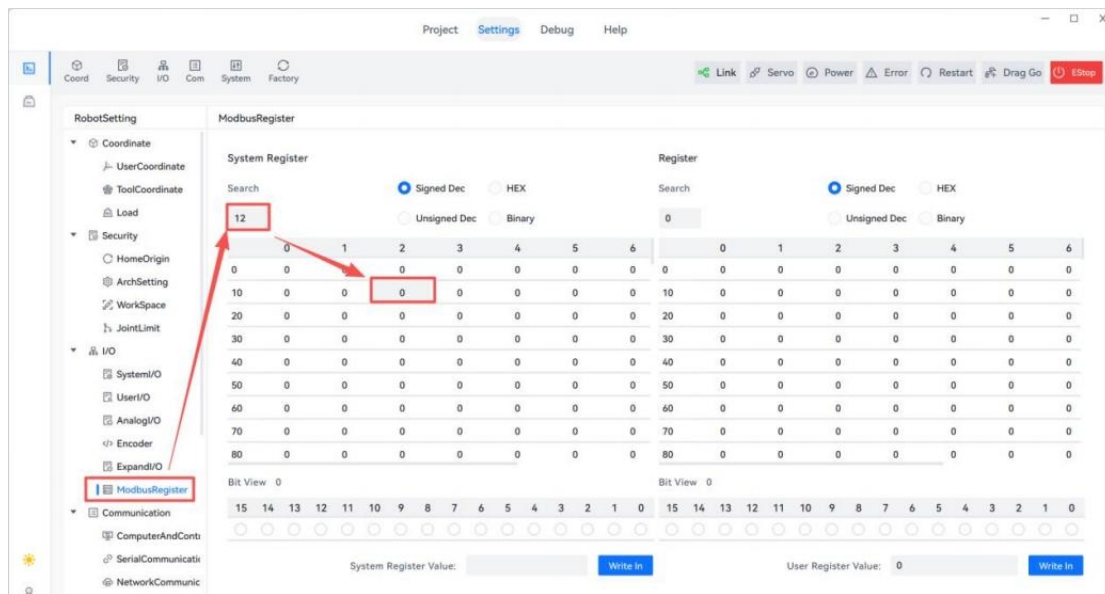 Project Settings Debug Help
Coord Security I/O Com System Factory Link Servo Power Error Restart Drag Go EStop
RobotSetting
Coordinate
UserCoordinate
ToolCoordinate
Load
Security
HomeOrigin
ArchSetting
WorkSpace
JointLimit
I/O
SystemI/O
UserI/O
AnalogI/O
Encoder
ExpandI/O
ModbusRegister
Communication
ComputerAndContr
SerialCommunicatio
NetworkCommunic
ModbusRegister
System Register
Search Signed Dec HEX
12 Unsigned Dec Binary
0 1 2 3 4 5 6
0 0 0 0 0 0 0 0
10 0 0 0 0 0 0 0
20 0 0 0 0 0 0 0
30 0 0 0 0 0 0 0
40 0 0 0 0 0 0 0
50 0 0 0 0 0 0 0
60 0 0 0 0 0 0 0
70 0 0 0 0 0 0 0
80 0 0 0 0 0 0 0
Bit View 0
15 14 13 12 11 10 9 8 7 6 5 4 3 2 1 0
System Register Value: Write In
Register
Search Signed Dec HEX
0 Unsigned Dec Binary
0 1 2 3 4 5 6
0 0 0 0 0 0 0 0
10 0 0 0 0 0 0 0
20 0 0 0 0 0 0 0
30 0 0 0 0 0 0 0
40 0 0 0 0 0 0 0
50 0 0 0 0 0 0 0
60 0 0 0 0 0 0 0
70 0 0 0 0 0 0 0
80 0 0 0 0 0 0 0
Bit View 0
15 14 13 12 11 10 9 8 7 6 5 4 3 2 1 0
User Register Value: 0 Write In